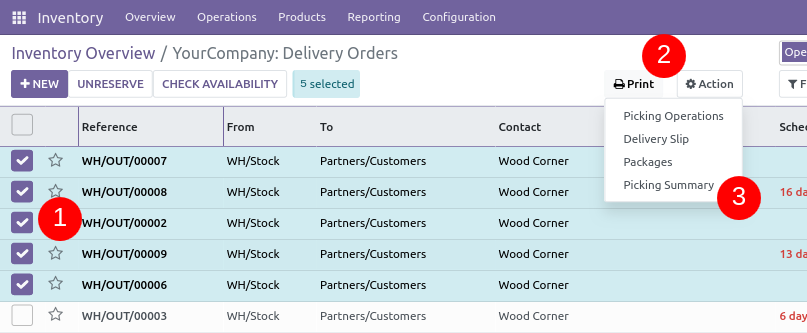 Inventory Overview Operations Products Reporting Configuration
Inventory Overview / YourCompany: Delivery Orders
2
Ope
+ NEW UNRESERVE CHECK AVAILABILITY 5 selected Print Action F
Picking Operations
Delivery Slip
Packages
Picking Summary
3
Reference From To Contact Sche
WH/OUT/00007 WH/Stock Partners/Customers Wood Corner
WH/OUT/00008 WH/Stock Partners/Customers Wood Corner 16 da
1
WH/OUT/00002 WH/Stock Partners/Customers Wood Corner
WH/OUT/00009 WH/Stock Partners/Customers Wood Corner 13 da
WH/OUT/00006 WH/Stock Partners/Customers Wood Corner
WH/OUT/00003 WH/Stock Partners/Customers Wood Corner 6 day